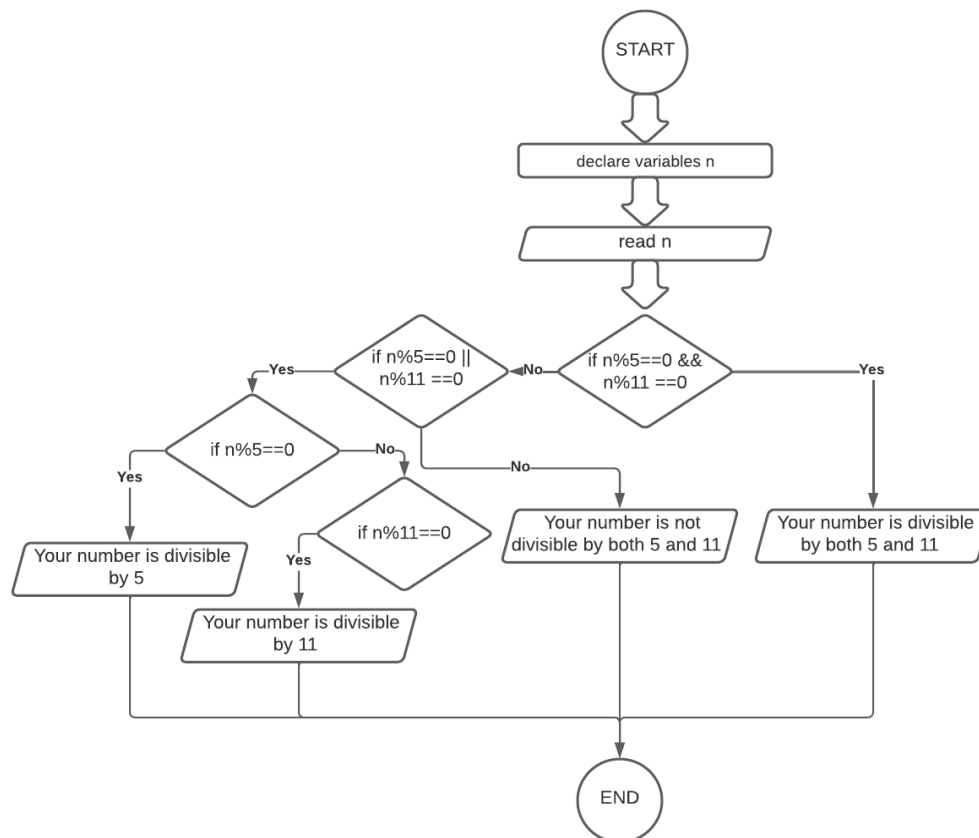 START
declare variables n
read n
if n%5==0 &&
n%11 ==0
if n%5==0 ||
n%11 ==0
No
Yes
Yes
if n%5==0
No
Yes
No
if n%11==0
Yes
Your number is not
divisible by both 5 and 11
Your number is divisible
by both 5 and 11
Your number is divisible
by 5
Your number is divisible
by 11
END